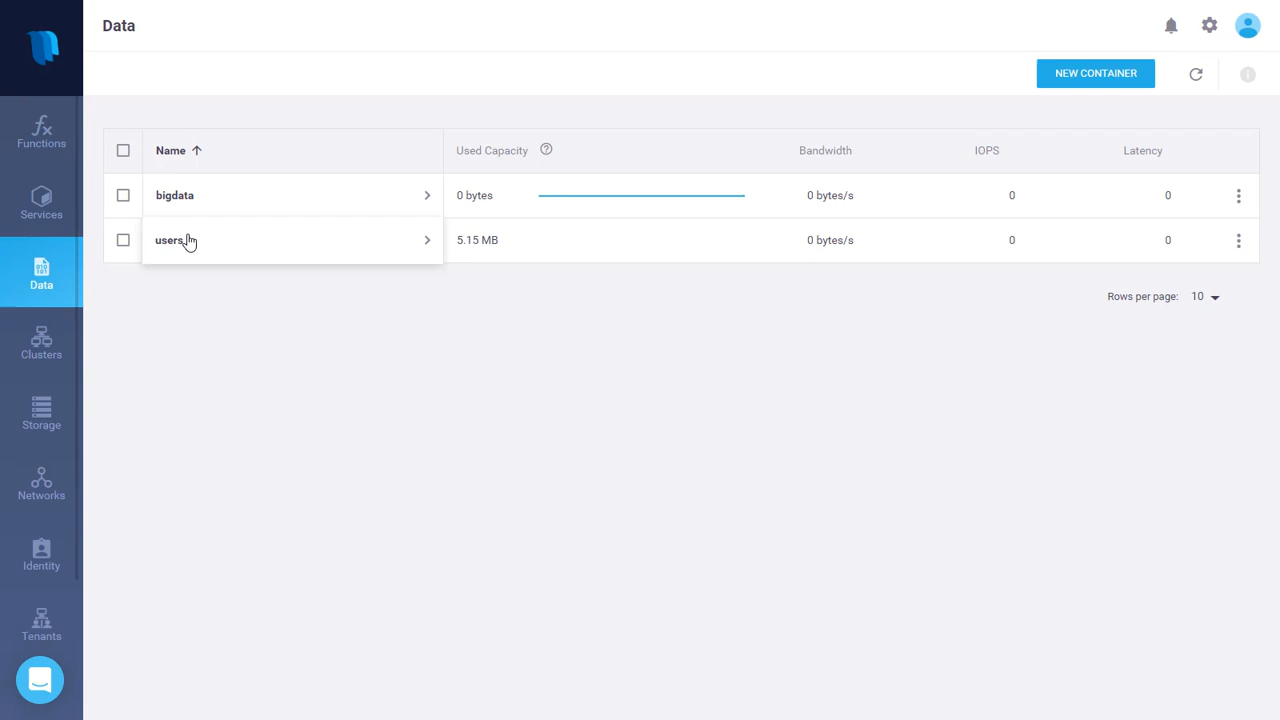 Data
NEW CONTAINER
Functions
Services
Data
Clusters
Storage
Networks
Identity
Tenants
Name Used Capacity Bandwidth IOPS Latency
bigdata 0 bytes 0 bytes/s 0 0
users 5.15 MB 0 bytes/s 0 0
Rows per page: 10